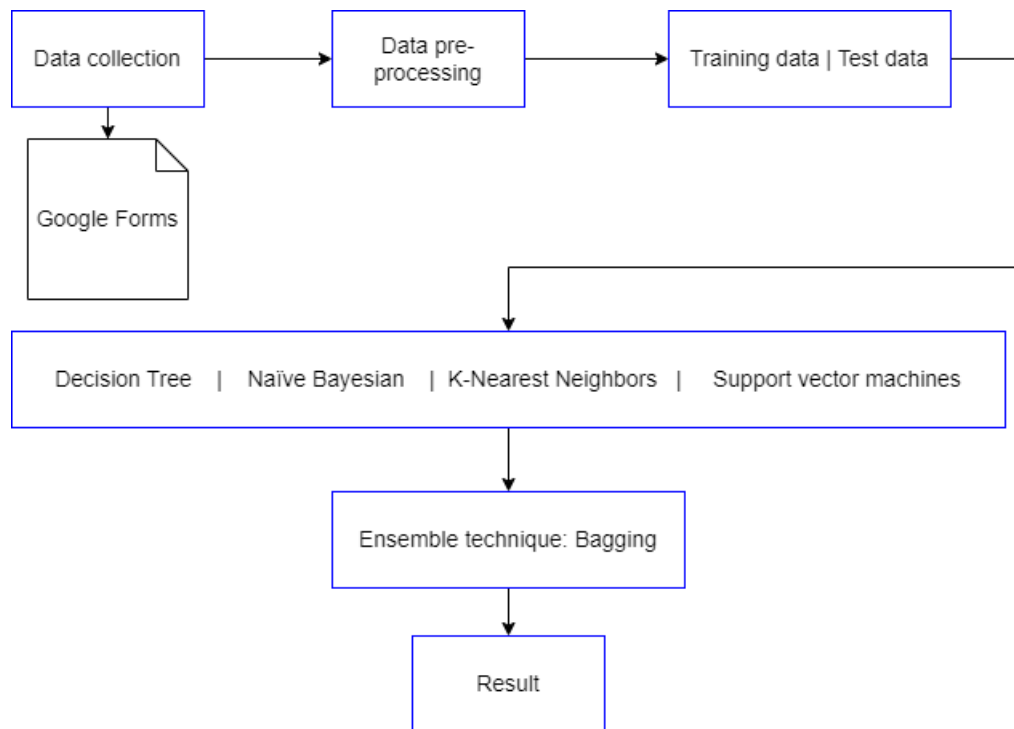 Data collection
Data pre-
processing
Training data | Test data
Google Forms
Decision Tree | Naïve Bayesian | K-Nearest Neighbors | Support vector machines
Ensemble technique: Bagging
Result